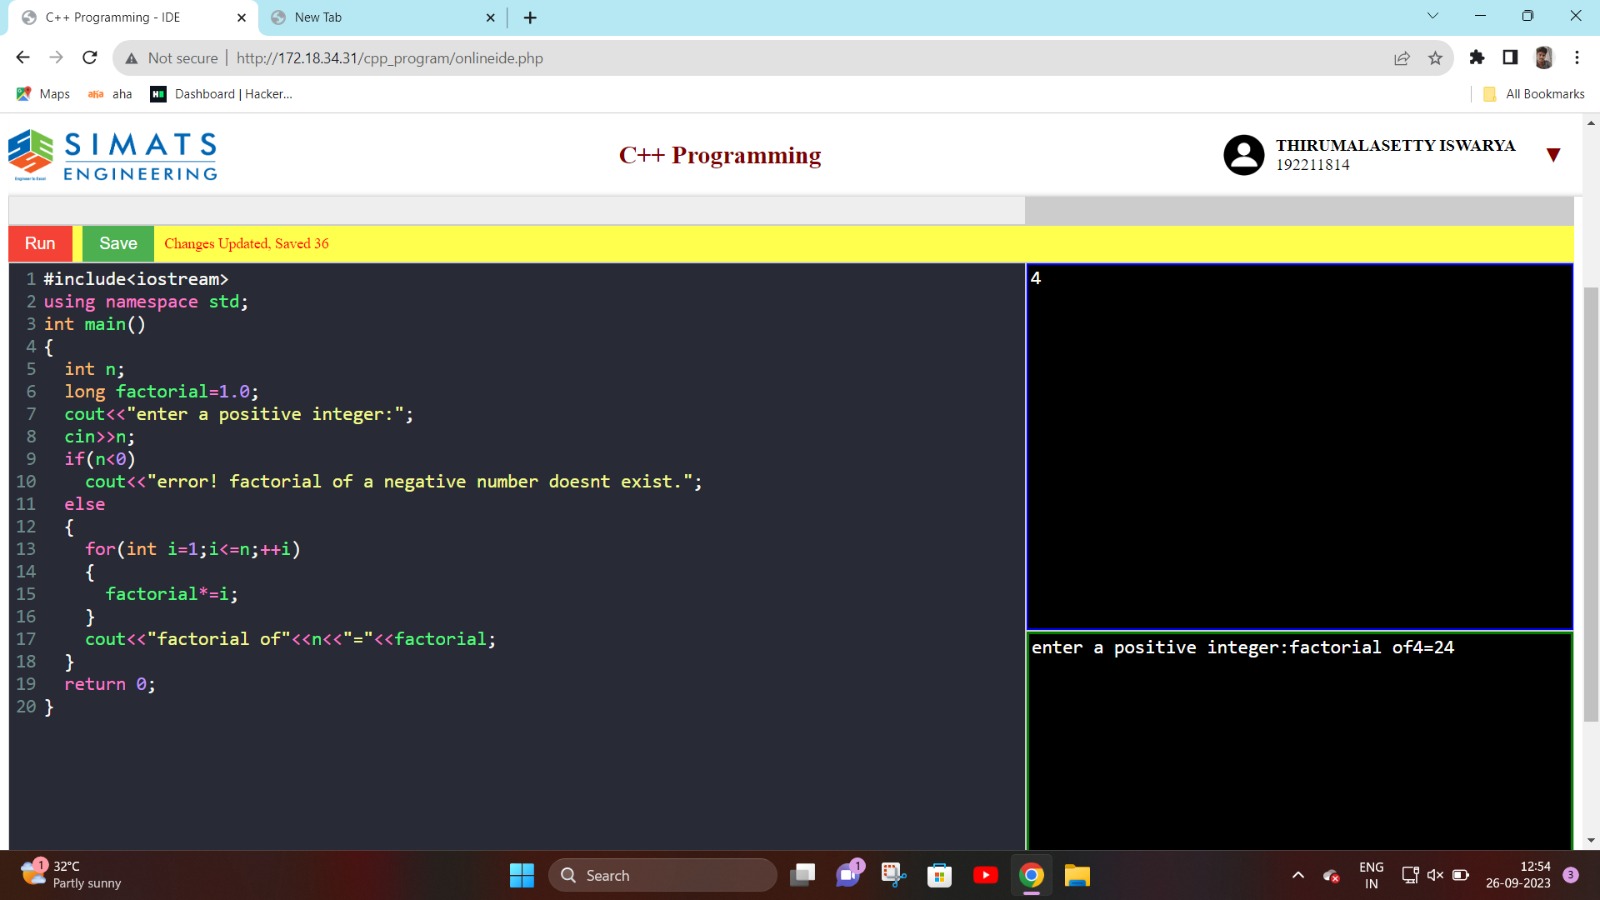 C++ Programming - IDE
New Tab
Not secure | http://172.18.34.31/cpp_program/onlineide.php
Maps aha aha Dashboard | Hacker... All Bookmarks
SIMATS
ENGINEERING
Engineer to Excel
C++ Programming
THIRUMALASETTY ISWARYA
192211814
Run Save Changes Updated, Saved 36
1 #include<iostream>
2 using namespace std;
3 int main()
4 {
5 int n;
6 long factorial=1.0;
7 cout<<"enter a positive integer:";
8 cin>>n;
9 if(n<0)
10 cout<<"error! factorial of a negative number doesnt exist.";
11 else
12 {
13 for(int i=1;i<=n;++i)
14 {
15 factorial*=i;
16 }
17 cout<<"factorial of"<<n<<"="<<factorial;
18 }
19 return 0;
20 }
4
enter a positive integer:factorial of4=24
1
32°C
Partly sunny
Search
1
ENG
IN
12:54
26-09-2023
3